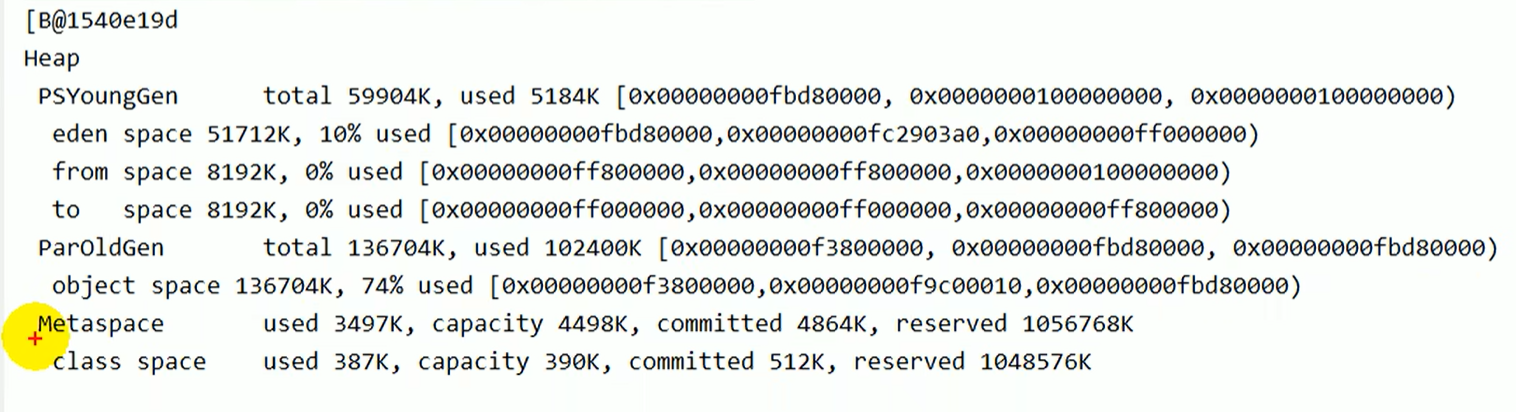 [B@1540e19d
Heap
PSYoungGen total 59904K, used 5184K [0x00000000fbd80000, 0x0000000100000000, 0x0000000100000000)
eden space 51712K, 10% used [0x00000000fbd80000,0x00000000fc2903a0,0x00000000ff000000)
from space 8192K, 0% used [0x00000000ff800000,0x00000000ff800000,0x0000000100000000)
to space 8192K, 0% used [0x00000000ff000000,0x00000000ff000000,0x00000000ff800000)
ParOldGen total 136704K, used 102400K [0x00000000f3800000, 0x00000000fbd80000, 0x00000000fbd80000)
object space 136704K, 74% used [0x00000000f3800000,0x00000000f9c00010,0x00000000fbd80000)
Metaspace used 3497K, capacity 4498K, committed 4864K, reserved 1056768K
class space used 387K, capacity 390K, committed 512K, reserved 1048576K